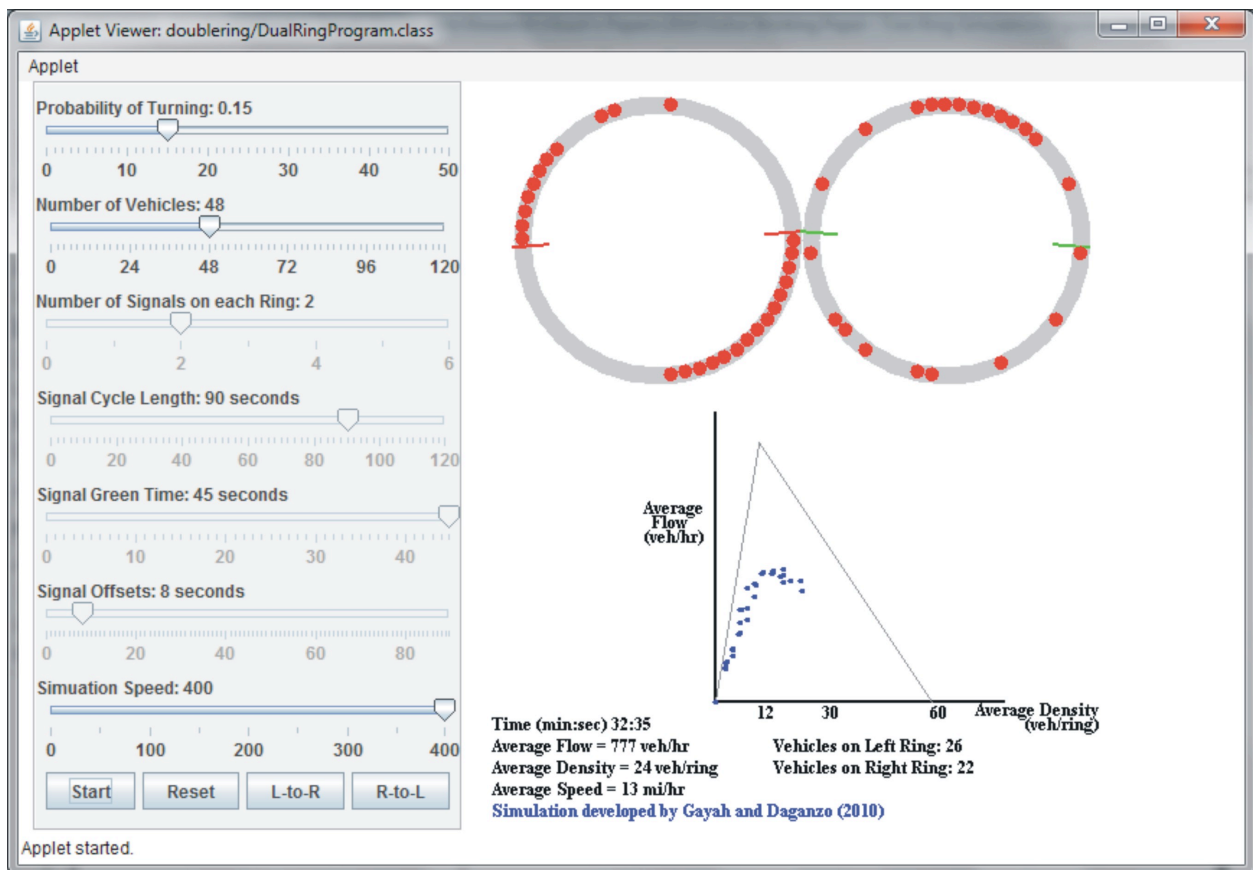 Applet Viewer: doublering/DualRingProgram.class
Applet
Probability of Turning: 0.15
0 10 20 30 40 50
Number of Vehicles: 48
0 24 48 72 96 120
Number of Signals on each Ring: 2
0 2 4 6
Signal Cycle Length: 90 seconds
0 20 40 60 80 100 120
Signal Green Time: 45 seconds
0 10 20 30 40
Signal Offsets: 8 seconds
0 20 40 60 80
Simuation Speed: 400
0 100 200 300 400
Start Reset L-to-R R-to-L
Average
Flow
(veh/hr)
12 30 60 Average Density
(veh/ring)
Time (min:sec) 32:35
Average Flow = 777 veh/hr Vehicles on Left Ring: 26
Average Density = 24 veh/ring Vehicles on Right Ring: 22
Average Speed = 13 mi/hr
Simulation developed by Gayah and Daganzo (2010)
Applet started.